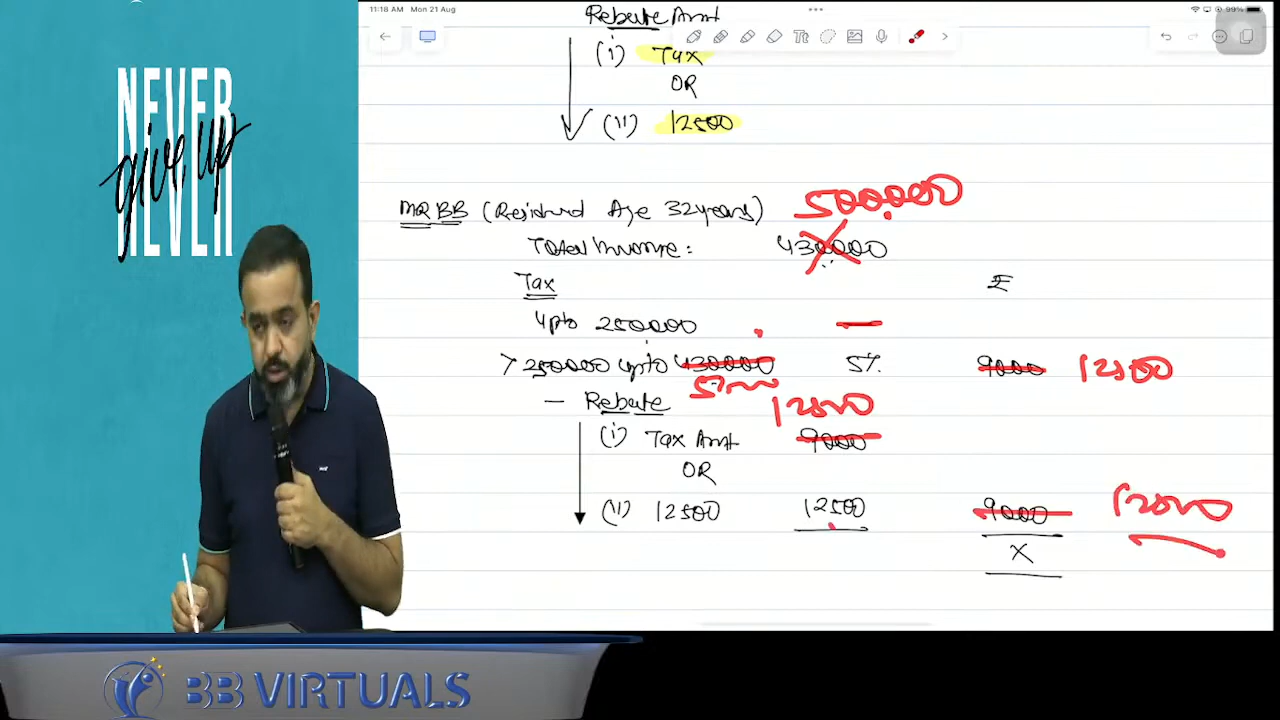 11:18 AM Mon 21 Aug
99%
NEVER
give up
NEVER
Rebate Amt
(i) Tax
OR
(ii) 12500
MR BB (Resident Age 32 years) 500000
Total Income: 430000
Tax ₹
Upto 250000 —
> 250000 upto 430000 5% 9000 12500
5
— Rebate 12500
(i) Tax Amt 9000
OR
(ii) 12500 12500 9000 12500
X
BB VIRTUALS